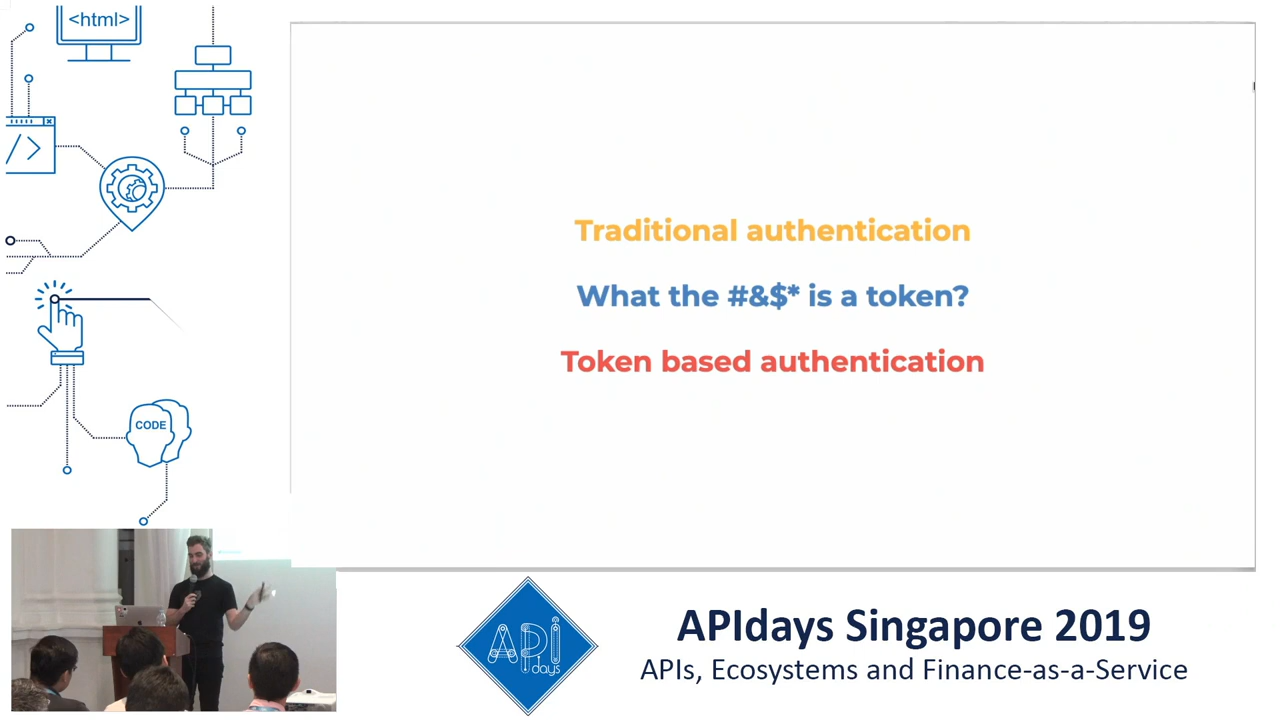 <html>
</>
CODE
Traditional authentication
What the #&$* is a token?
Token based authentication
API
days
APIdays Singapore 2019
APIs, Ecosystems and Finance-as-a-Service